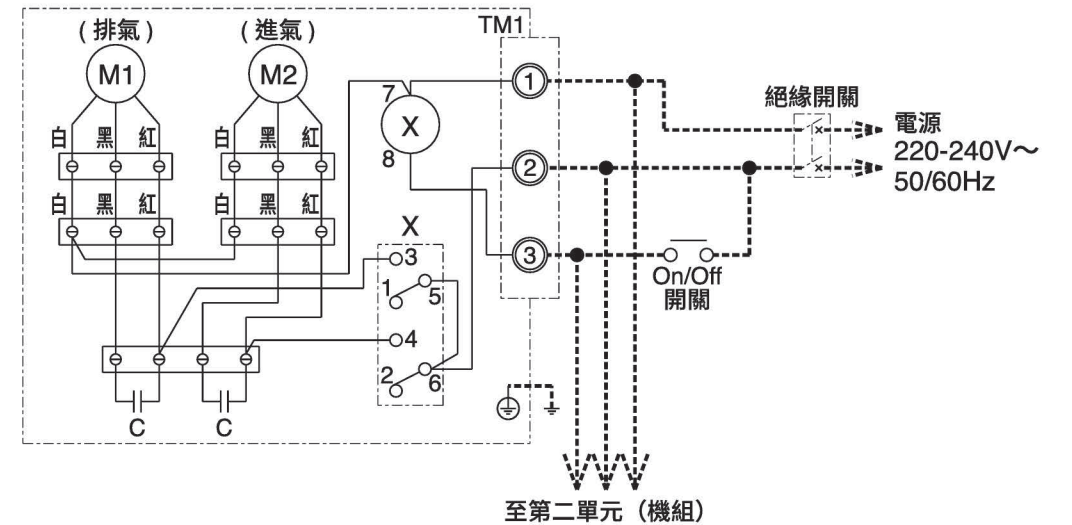 (排氣)
(進氣)
TM1
M1
M2
X
7
8
1
2
3
白 黑 紅
白 黑 紅
白 黑 紅
白 黑 紅
X
3
1
5
4
2
6
C
C
絕緣開關
電源
220-240V～
50/60Hz
On/Off
開關
至第二單元（機組）